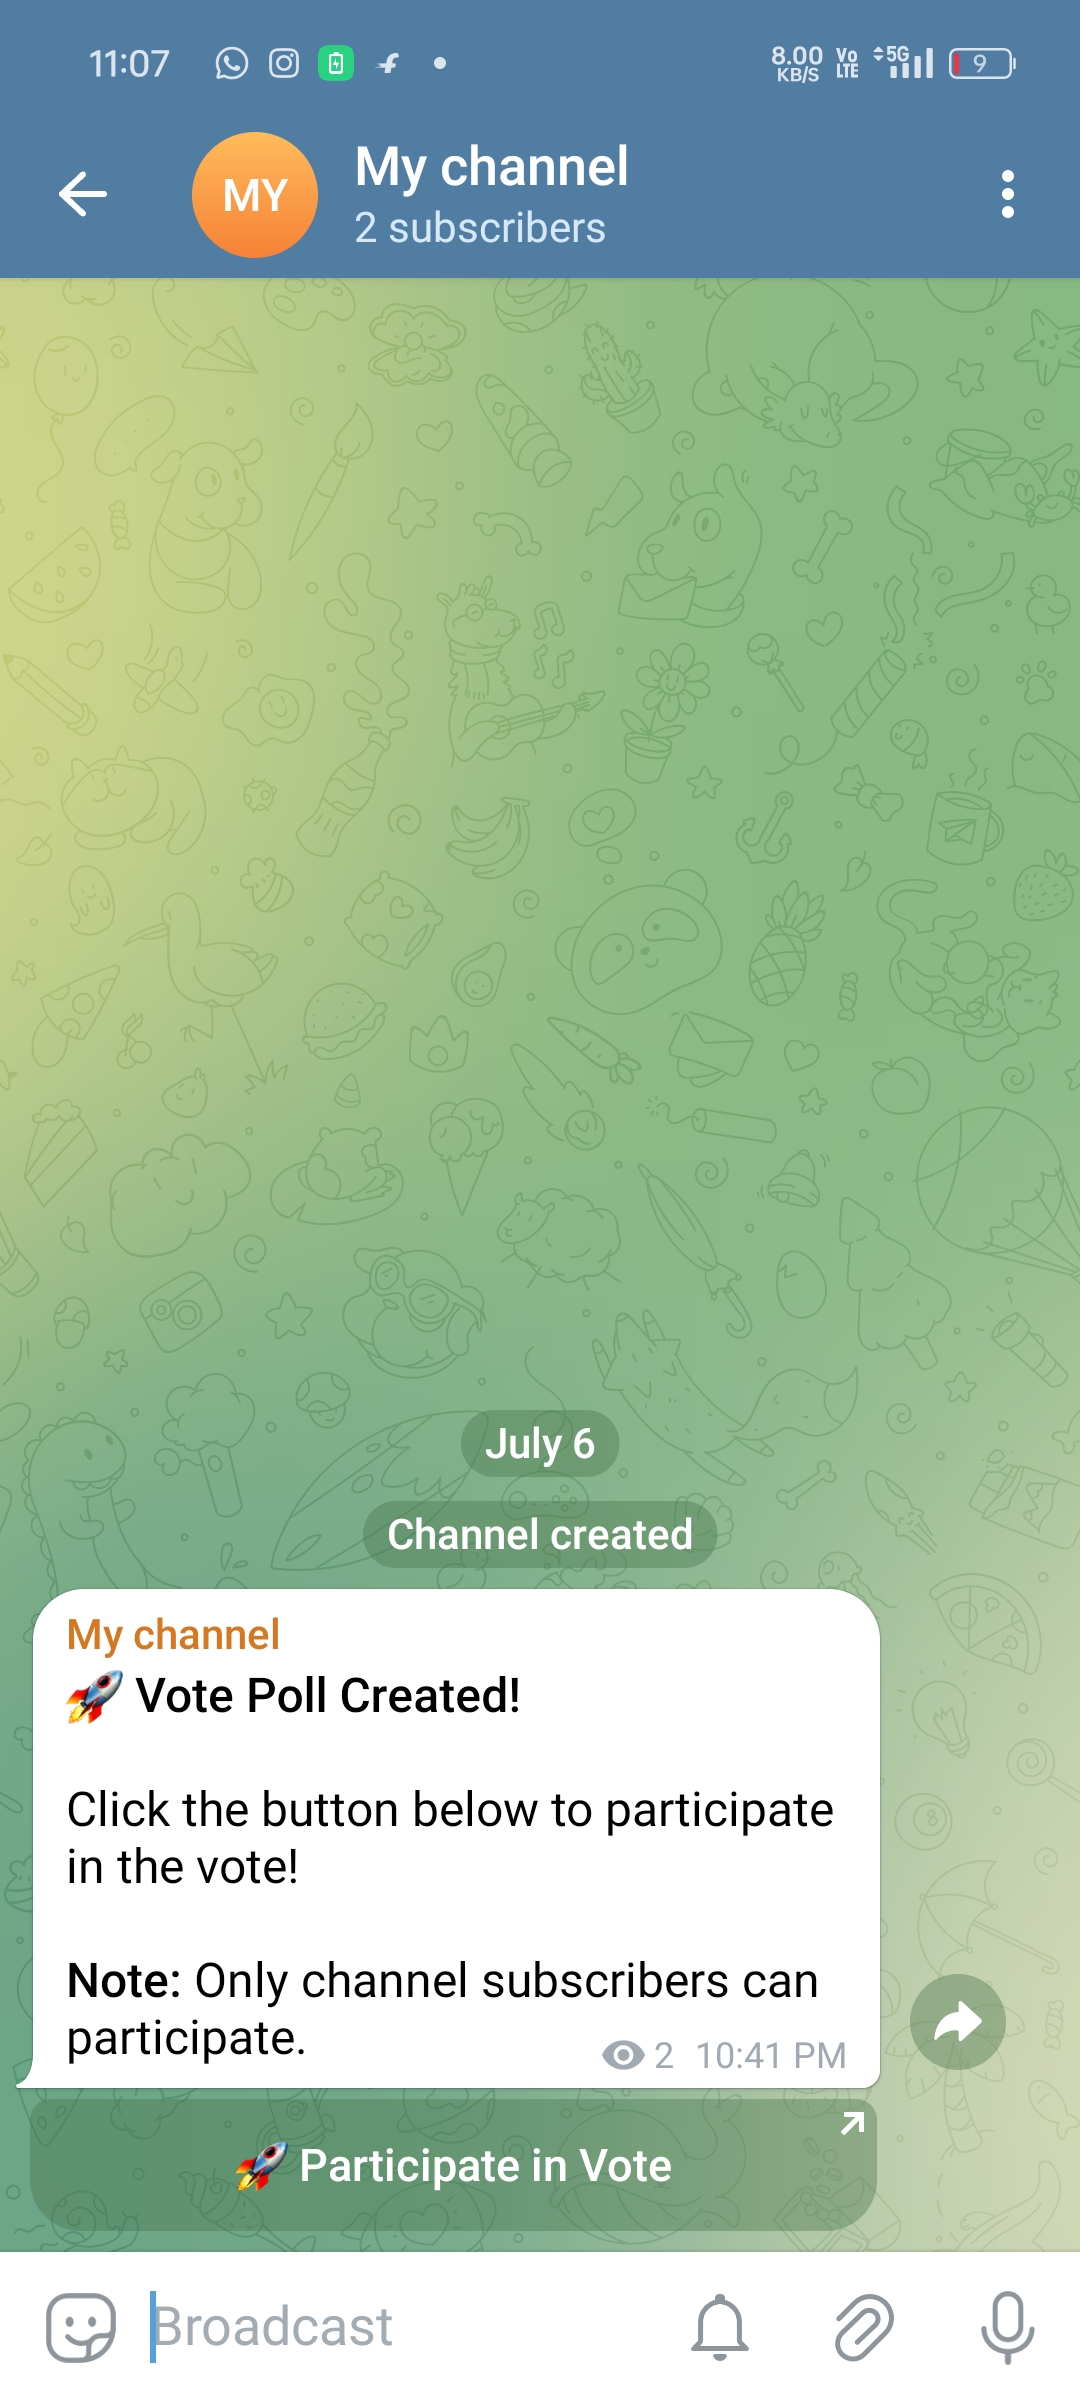 11:07
8.00 KB/S Vo LTE 5G 9
MY
My channel
2 subscribers
July 6
Channel created
My channel
🚀 Vote Poll Created!
Click the button below to participate
in the vote!
Note: Only channel subscribers can
participate.
2 10:41 PM
🚀 Participate in Vote
Broadcast